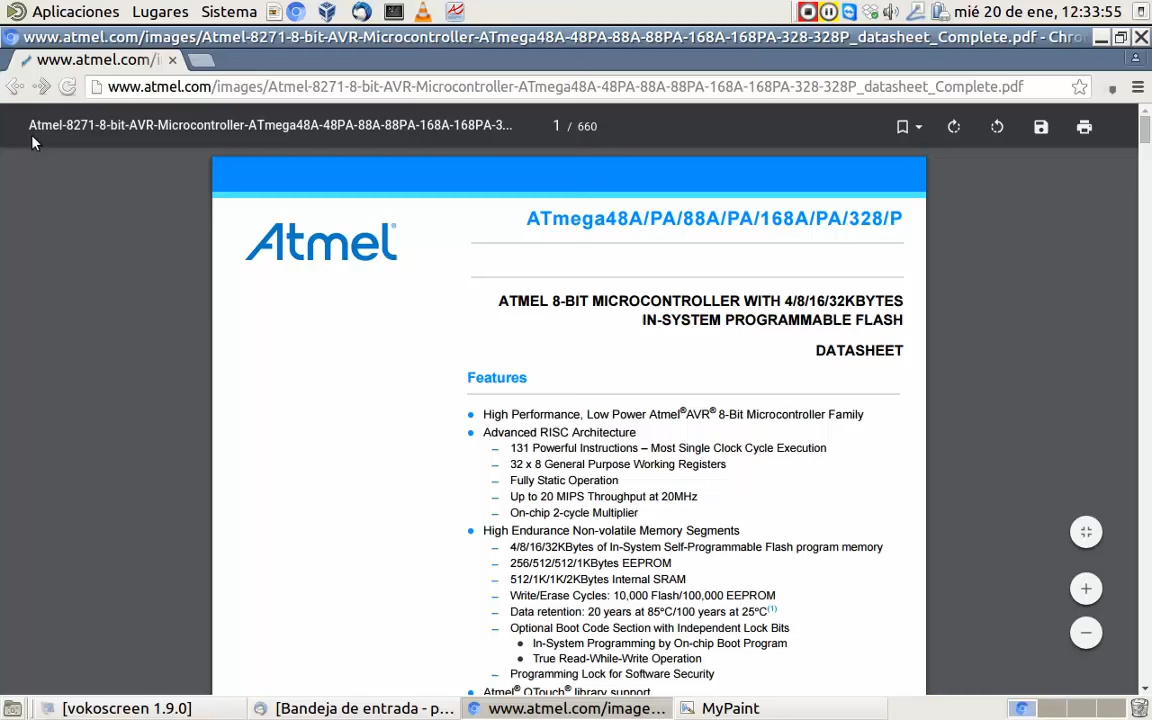 Aplicaciones Lugares Sistema mié 20 de ene, 12:33:55
www.atmel.com/images/Atmel-8271-8-bit-AVR-Microcontroller-ATmega48A-48PA-88A-88PA-168A-168PA-328-328P_datasheet_Complete.pdf - Chro
www.atmel.com/i
www.atmel.com/images/Atmel-8271-8-bit-AVR-Microcontroller-ATmega48A-48PA-88A-88PA-168A-168PA-328-328P_datasheet_Complete.pdf
Atmel-8271-8-bit-AVR-Microcontroller-ATmega48A-48PA-88A-88PA-168A-168PA-3... 1 / 660
ATmega48A/PA/88A/PA/168A/PA/328/P
Atmel®
ATMEL 8-BIT MICROCONTROLLER WITH 4/8/16/32KBYTES
IN-SYSTEM PROGRAMMABLE FLASH
DATASHEET
Features
• High Performance, Low Power Atmel®AVR® 8-Bit Microcontroller Family
• Advanced RISC Architecture
– 131 Powerful Instructions – Most Single Clock Cycle Execution
– 32 x 8 General Purpose Working Registers
– Fully Static Operation
– Up to 20 MIPS Throughput at 20MHz
– On-chip 2-cycle Multiplier
• High Endurance Non-volatile Memory Segments
– 4/8/16/32KBytes of In-System Self-Programmable Flash program memory
– 256/512/512/1KBytes EEPROM
– 512/1K/1K/2KBytes Internal SRAM
– Write/Erase Cycles: 10,000 Flash/100,000 EEPROM
– Data retention: 20 years at 85°C/100 years at 25°C(1)
– Optional Boot Code Section with Independent Lock Bits
• In-System Programming by On-chip Boot Program
• True Read-While-Write Operation
– Programming Lock for Software Security
• Atmel® QTouch® library support
[vokoscreen 1.9.0] [Bandeja de entrada - p... www.atmel.com/image... MyPaint